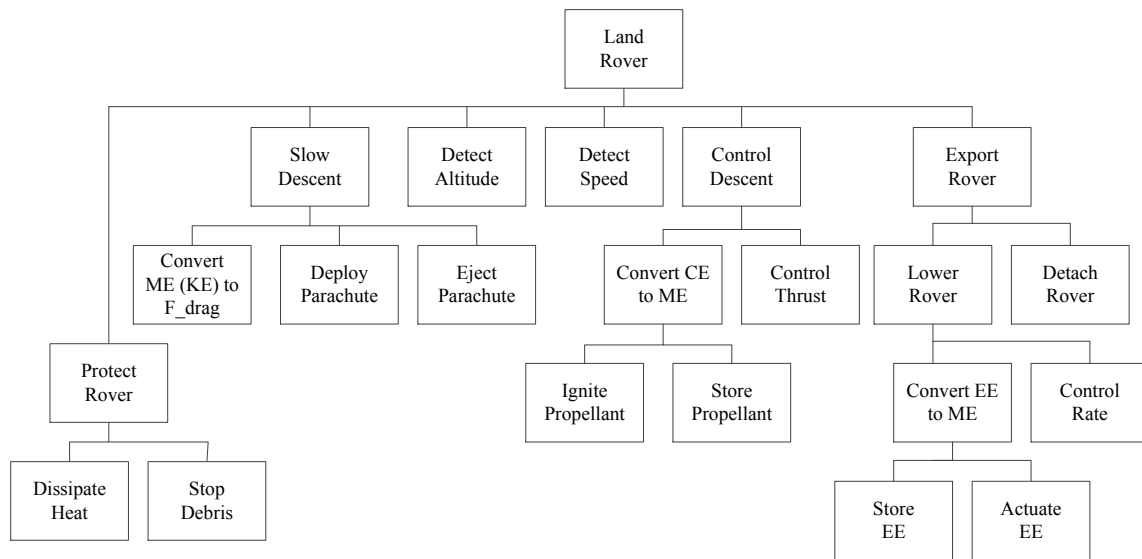 Land
Rover
Slow
Descent
Detect
Altitude
Detect
Speed
Control
Descent
Export
Rover
Convert
ME (KE) to
F_drag
Deploy
Parachute
Eject
Parachute
Convert CE
to ME
Control
Thrust
Lower
Rover
Detach
Rover
Protect
Rover
Ignite
Propellant
Store
Propellant
Convert EE
to ME
Control
Rate
Dissipate
Heat
Stop
Debris
Store
EE
Actuate
EE